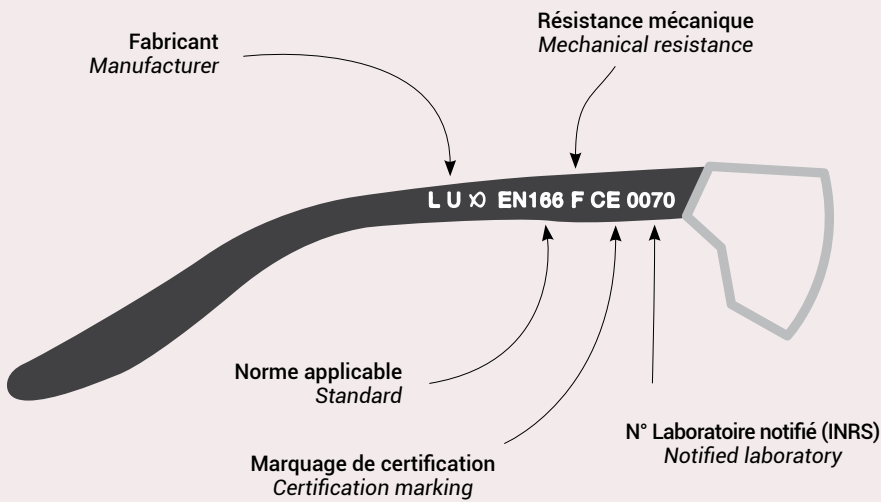 Fabricant
Manufacturer
Résistance mécanique
Mechanical resistance
L U X EN166 F CE 0070
Norme applicable
Standard
Marquage de certification
Certification marking
N° Laboratoire notifié (INRS)
Notified laboratory